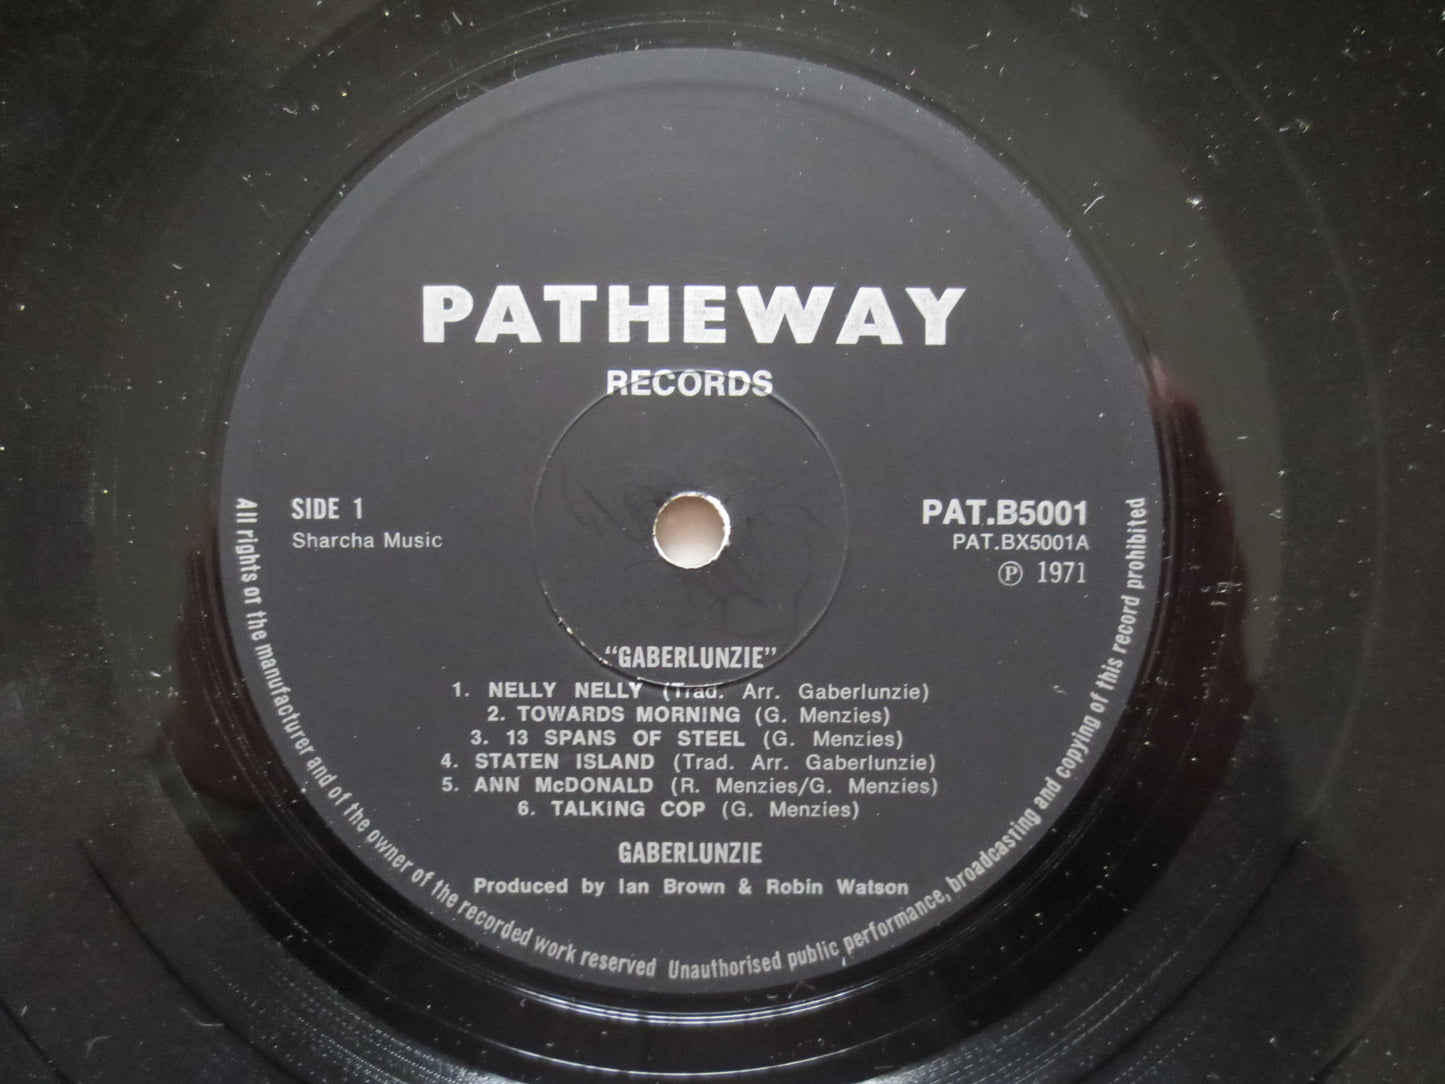 PATHEWAY
RECORDS
SIDE 1
Sharcha Music
PAT.B5001
PAT.BX5001A
Ⓟ 1971
"GABERLUNZIE"
1. NELLY NELLY (Trad. Arr. Gaberlunzie)
2. TOWARDS MORNING (G. Menzies)
3. 13 SPANS OF STEEL (G. Menzies)
4. STATEN ISLAND (Trad. Arr. Gaberlunzie)
5. ANN McDONALD (R. Menzies/G. Menzies)
6. TALKING COP (G. Menzies)
GABERLUNZIE
Produced by Ian Brown & Robin Watson
All rights of the manufacturer and of the owner of the recorded work reserved Unauthorised public performance, broadcasting and copying of this record prohibited